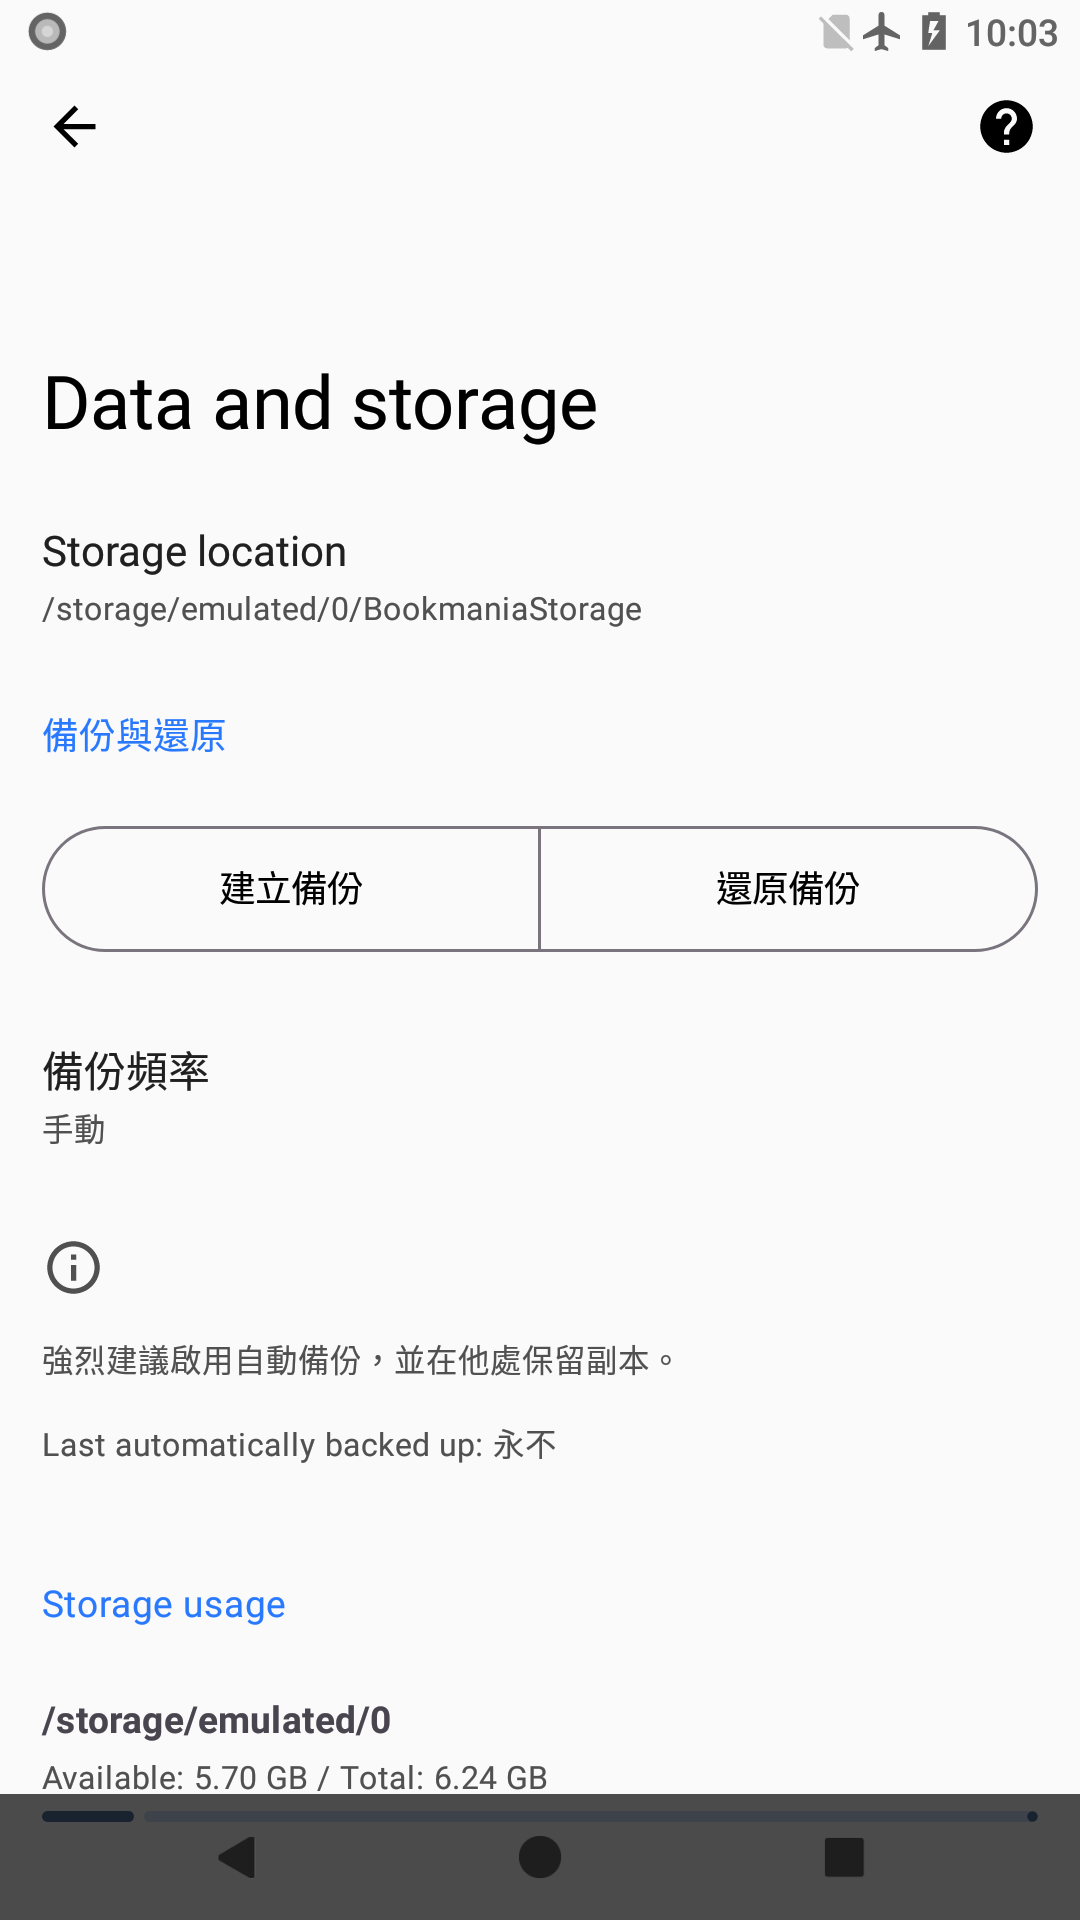 10:03
Data and storage
Storage location
/storage/emulated/0/BookmaniaStorage
備份與還原
建立備份
還原備份
備份頻率
手動
強烈建議啟用自動備份，並在他處保留副本。
Last automatically backed up: 永不
Storage usage
/storage/emulated/0
Available: 5.70 GB / Total: 6.24 GB